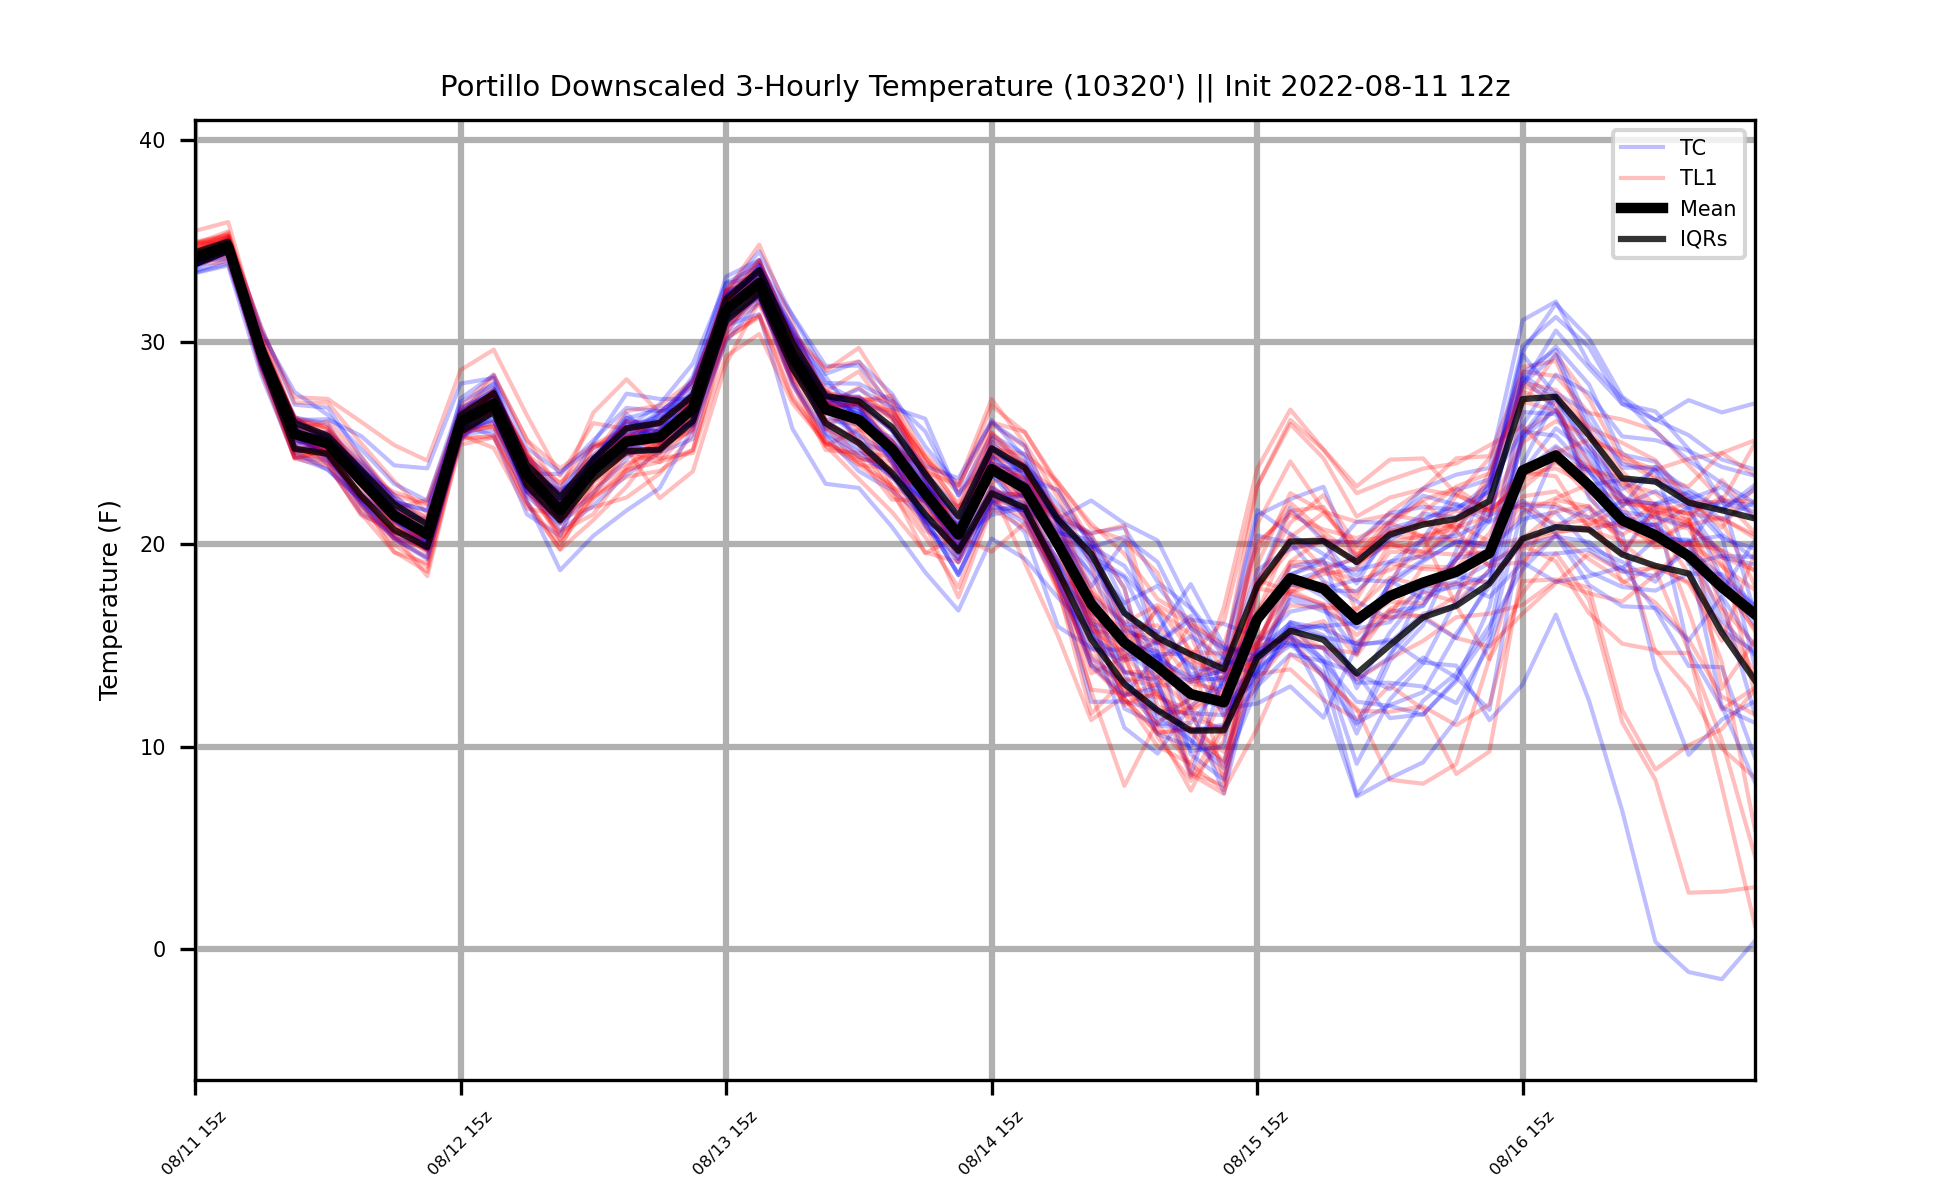 Portillo Downscaled 3-Hourly Temperature (10320') || Init 2022-08-11 12z
TC
TL1
Mean
IQRs
Temperature (F)
40
30
20
10
0
08/11 15z
08/12 15z
08/13 15z
08/14 15z
08/15 15z
08/16 15z